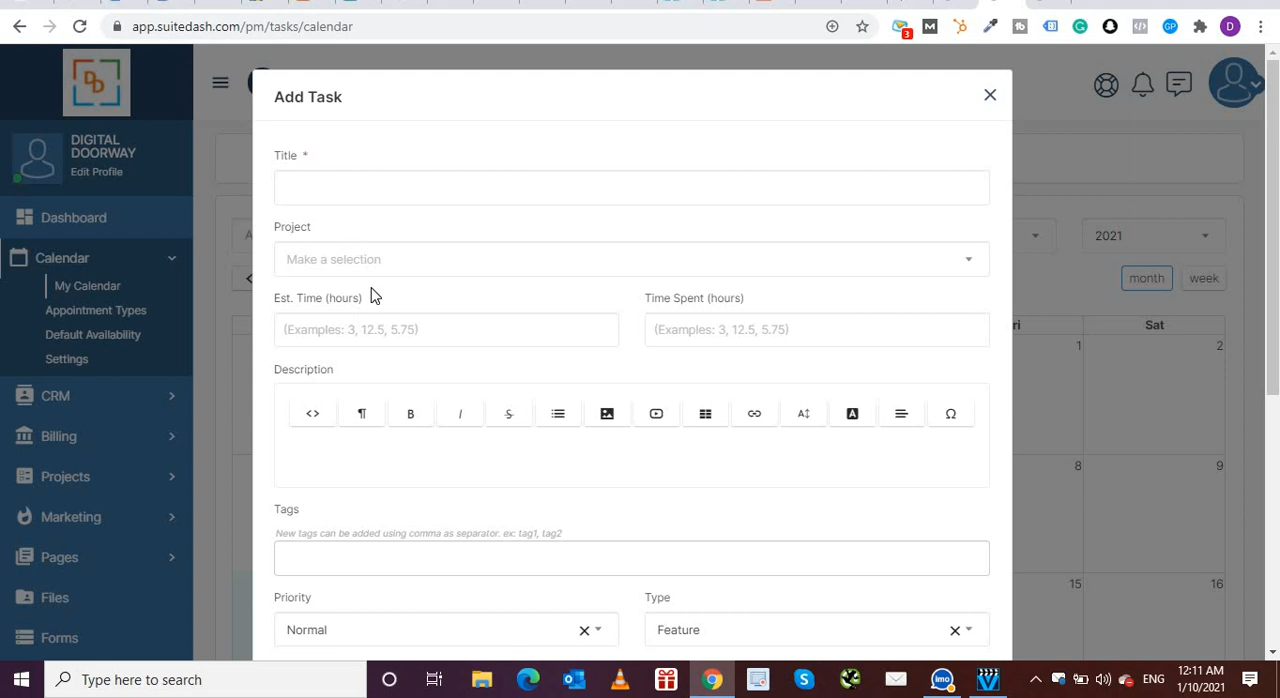 app.suitedash.com/pm/tasks/calendar
3
D
DD
DIGITAL
DOORWAY
Edit Profile
Dashboard
Calendar
My Calendar
Appointment Types
Default Availability
Settings
CRM
Billing
Projects
Marketing
Pages
Files
Forms
Add Task
Title *
Project
Make a selection
Est. Time (hours)
Time Spent (hours)
(Examples: 3, 12.5, 5.75)
(Examples: 3, 12.5, 5.75)
Description
Tags
New tags can be added using comma as separator. ex: tag1, tag2
Priority
Type
Normal
Feature
2021
month
week
Sat
1
2
8
9
15
16
Type here to search
imo
ENG
12:11 AM
1/10/2021